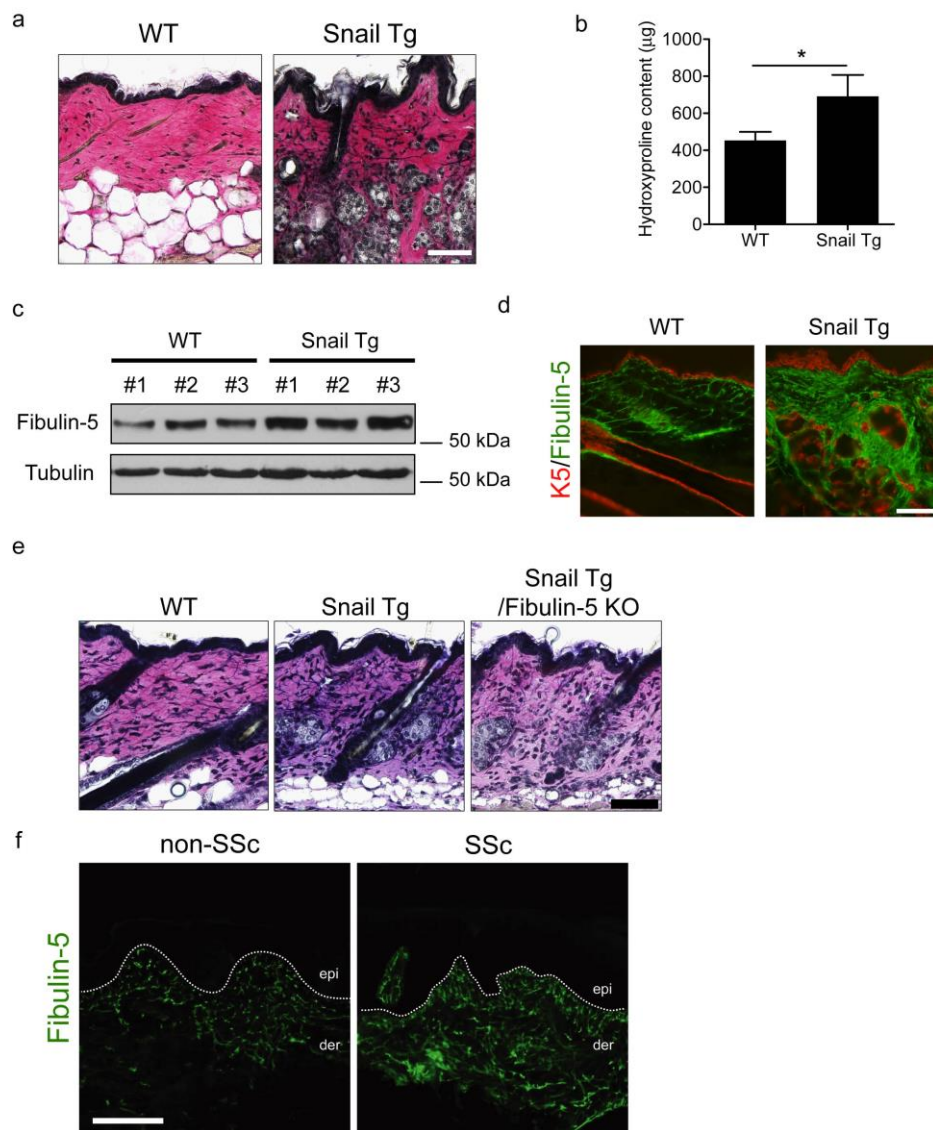 a
WT
Snail Tg
b
Hydroxyproline content (µg)
1000
800
600
400
200
0
*
WT
Snail Tg
c
WT
Snail Tg
#1 #2 #3 #1 #2 #3
Fibulin-5
50 kDa
Tubulin
50 kDa
d
WT
Snail Tg
K5/Fibulin-5
e
WT
Snail Tg
Snail Tg
/Fibulin-5 KO
f
non-SSc
SSc
Fibulin-5
epi
der
epi
der